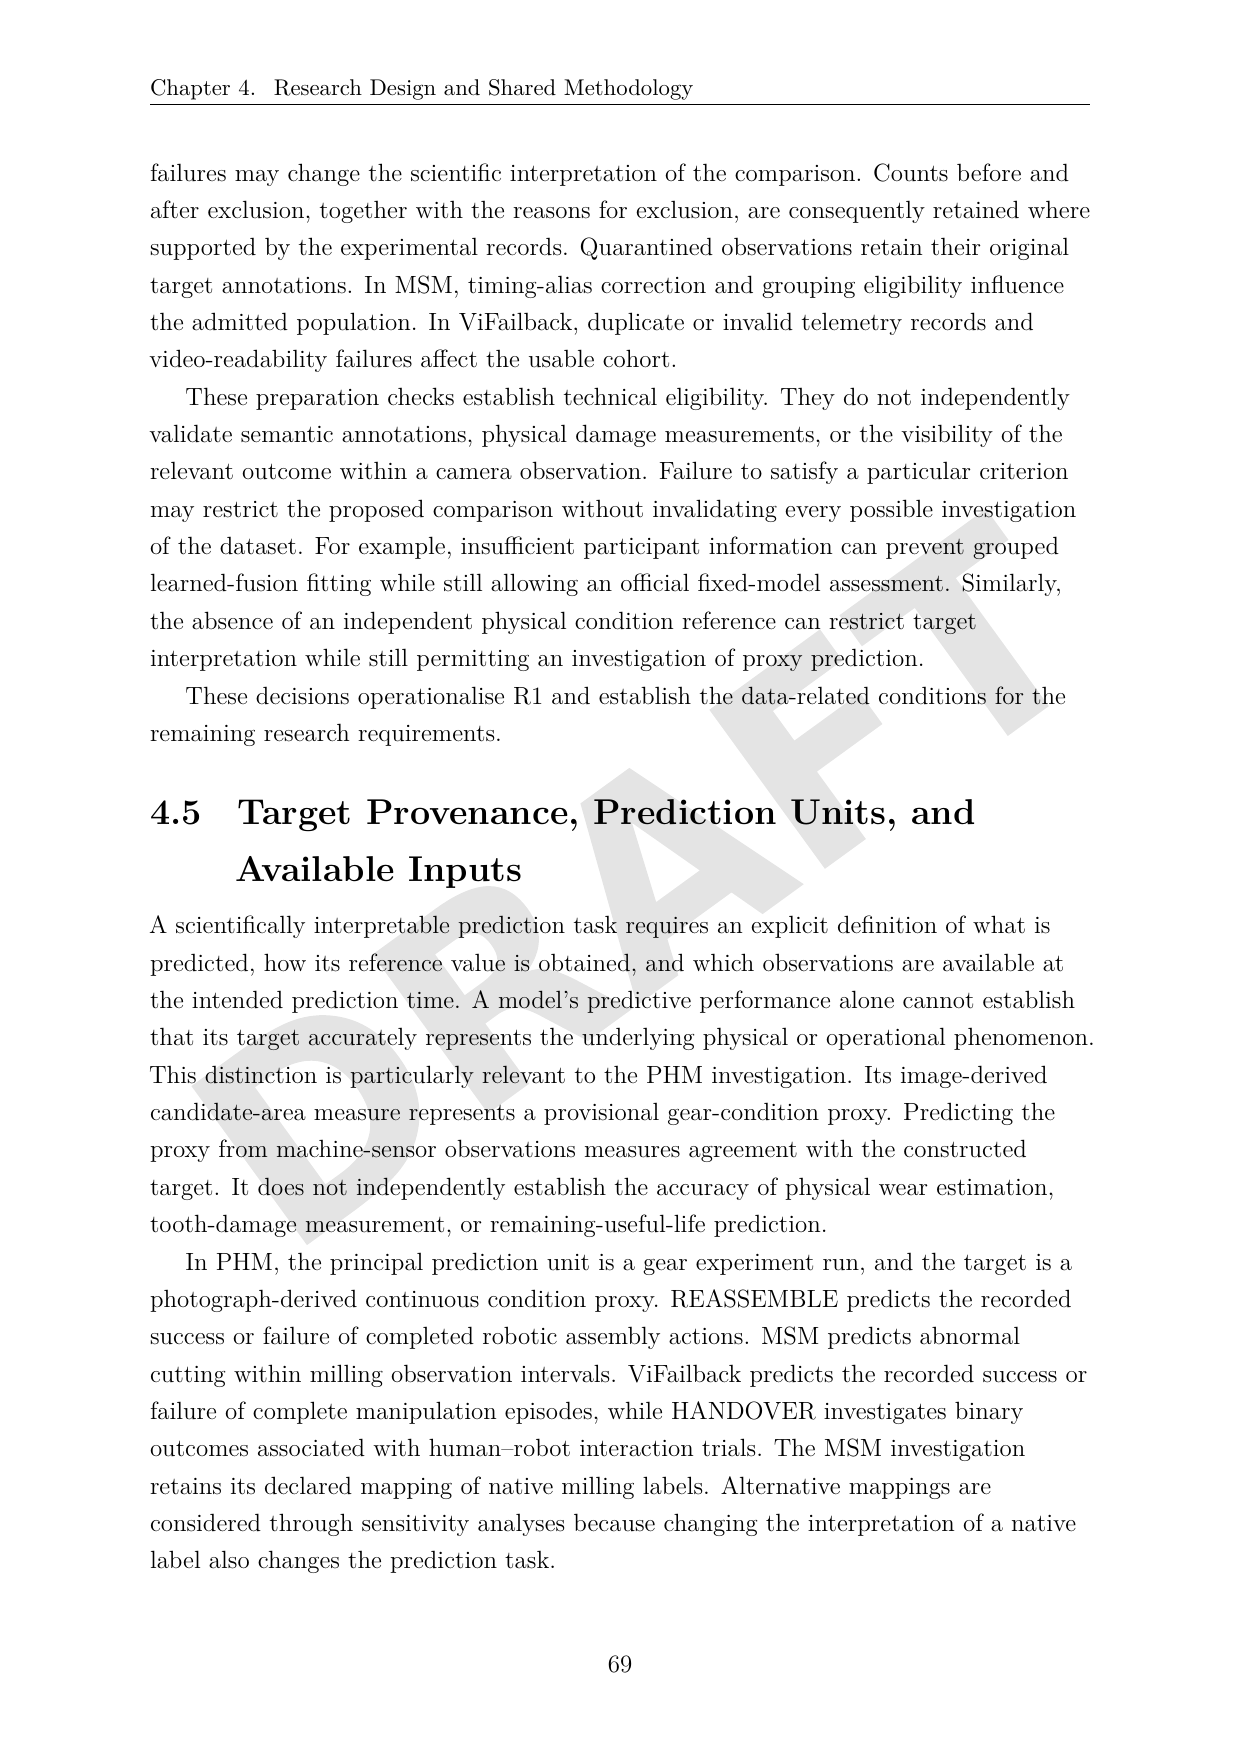 Chapter 4. Research Design and Shared Methodology
failures may change the scientific interpretation of the comparison. Counts before and
after exclusion, together with the reasons for exclusion, are consequently retained where
supported by the experimental records. Quarantined observations retain their original
target annotations. In MSM, timing-alias correction and grouping eligibility influence
the admitted population. In ViFailback, duplicate or invalid telemetry records and
video-readability failures affect the usable cohort.
These preparation checks establish technical eligibility. They do not independently
validate semantic annotations, physical damage measurements, or the visibility of the
relevant outcome within a camera observation. Failure to satisfy a particular criterion
may restrict the proposed comparison without invalidating every possible investigation
of the dataset. For example, insufficient participant information can prevent grouped
learned-fusion fitting while still allowing an official fixed-model assessment. Similarly,
the absence of an independent physical condition reference can restrict target
interpretation while still permitting an investigation of proxy prediction.
These decisions operationalise R1 and establish the data-related conditions for the
remaining research requirements.
4.5 Target Provenance, Prediction Units, and
Available Inputs
A scientifically interpretable prediction task requires an explicit definition of what is
predicted, how its reference value is obtained, and which observations are available at
the intended prediction time. A model's predictive performance alone cannot establish
that its target accurately represents the underlying physical or operational phenomenon.
This distinction is particularly relevant to the PHM investigation. Its image-derived
candidate-area measure represents a provisional gear-condition proxy. Predicting the
proxy from machine-sensor observations measures agreement with the constructed
target. It does not independently establish the accuracy of physical wear estimation,
tooth-damage measurement, or remaining-useful-life prediction.
In PHM, the principal prediction unit is a gear experiment run, and the target is a
photograph-derived continuous condition proxy. REASSEMBLE predicts the recorded
success or failure of completed robotic assembly actions. MSM predicts abnormal
cutting within milling observation intervals. ViFailback predicts the recorded success or
failure of complete manipulation episodes, while HANDOVER investigates binary
outcomes associated with human–robot interaction trials. The MSM investigation
retains its declared mapping of native milling labels. Alternative mappings are
considered through sensitivity analyses because changing the interpretation of a native
label also changes the prediction task.
69
DRAFT